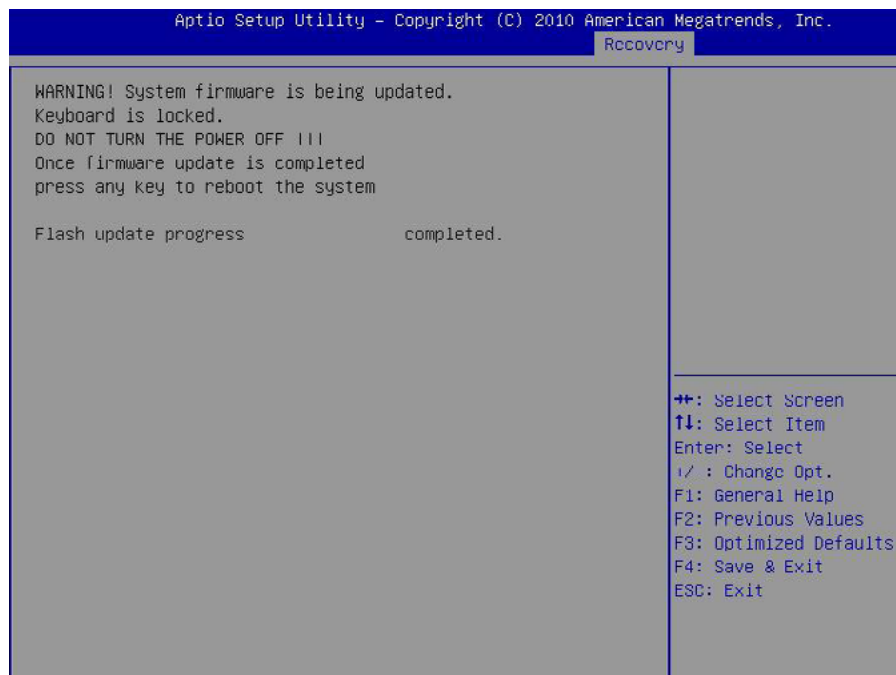 Aptio Setup Utility – Copyright (C) 2010 American Megatrends, Inc.
Recovery
WARNING! System firmware is being updated.
Keyboard is locked.
DO NOT TURN THE POWER OFF !!!
Once firmware update is completed
press any key to reboot the system
Flash update progress completed.
→←: Select Screen
↑↓: Select Item
Enter: Select
+/-: Change Opt.
F1: General Help
F2: Previous Values
F3: Optimized Defaults
F4: Save & Exit
ESC: Exit